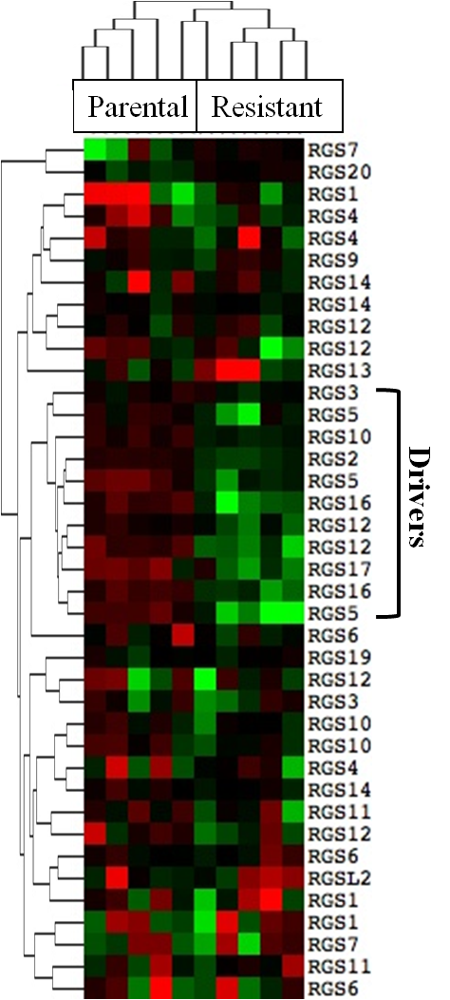 Parental Resistant
RGS7
RGS20
RGS1
RGS4
RGS4
RGS9
RGS14
RGS14
RGS12
RGS12
RGS13
RGS3
RGS5
RGS10
RGS2
RGS5
RGS16
RGS12
RGS12
RGS17
RGS16
RGS5
Drivers
RGS6
RGS19
RGS12
RGS3
RGS10
RGS10
RGS4
RGS14
RGS11
RGS12
RGS6
RGSL2
RGS1
RGS1
RGS7
RGS11
RGS6